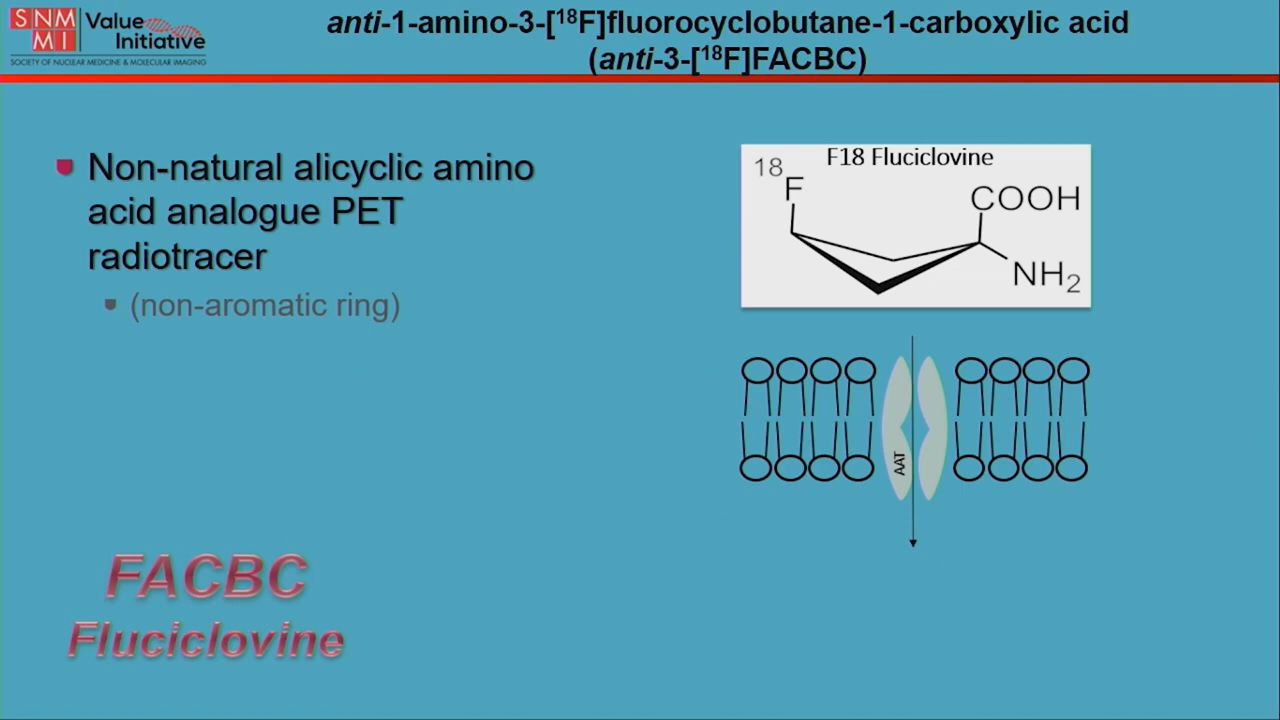 SN
MI
Value
Initiative
SOCIETY OF NUCLEAR MEDICINE & MOLECULAR IMAGING
anti-1-amino-3-[¹⁸F]fluorocyclobutane-1-carboxylic acid
(anti-3-[¹⁸F]FACBC)
Non-natural alicyclic amino
acid analogue PET
radiotracer
(non-aromatic ring)
F18 Fluciclovine
¹⁸F
COOH
NH₂
AAT
FACBC
Fluciclovine